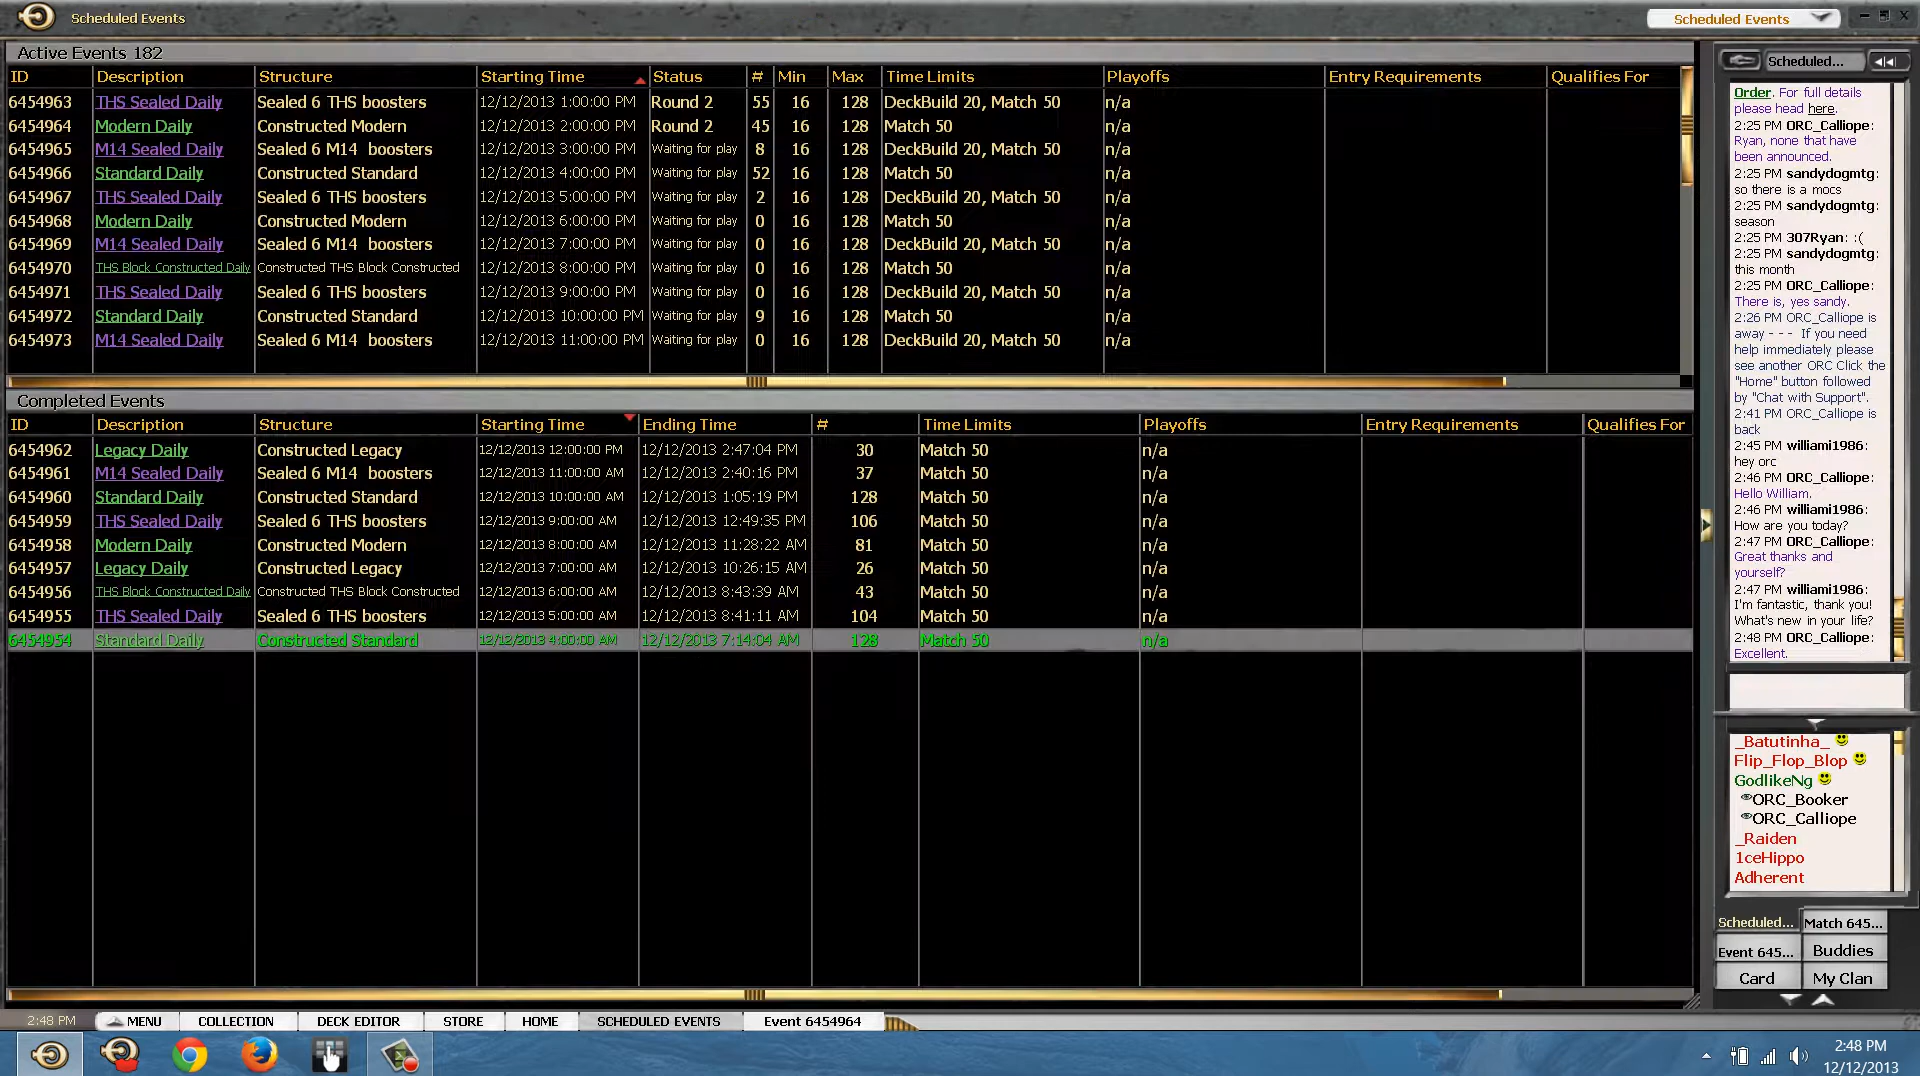 Scheduled Events
Scheduled Events
Active Events 182
ID Description Structure Starting Time Status # Min Max Time Limits Playoffs Entry Requirements Qualifies For
6454963 THS Sealed Daily Sealed 6 THS boosters 12/12/2013 1:00:00 PM Round 2 55 16 128 DeckBuild 20, Match 50 n/a
6454964 Modern Daily Constructed Modern 12/12/2013 2:00:00 PM Round 2 45 16 128 Match 50 n/a
6454965 M14 Sealed Daily Sealed 6 M14 boosters 12/12/2013 3:00:00 PM Waiting for play 8 16 128 DeckBuild 20, Match 50 n/a
6454966 Standard Daily Constructed Standard 12/12/2013 4:00:00 PM Waiting for play 52 16 128 Match 50 n/a
6454967 THS Sealed Daily Sealed 6 THS boosters 12/12/2013 5:00:00 PM Waiting for play 2 16 128 DeckBuild 20, Match 50 n/a
6454968 Modern Daily Constructed Modern 12/12/2013 6:00:00 PM Waiting for play 0 16 128 Match 50 n/a
6454969 M14 Sealed Daily Sealed 6 M14 boosters 12/12/2013 7:00:00 PM Waiting for play 0 16 128 DeckBuild 20, Match 50 n/a
6454970 THS Block Constructed Daily Constructed THS Block Constructed 12/12/2013 8:00:00 PM Waiting for play 0 16 128 Match 50 n/a
6454971 THS Sealed Daily Sealed 6 THS boosters 12/12/2013 9:00:00 PM Waiting for play 0 16 128 DeckBuild 20, Match 50 n/a
6454972 Standard Daily Constructed Standard 12/12/2013 10:00:00 PM Waiting for play 9 16 128 Match 50 n/a
6454973 M14 Sealed Daily Sealed 6 M14 boosters 12/12/2013 11:00:00 PM Waiting for play 0 16 128 DeckBuild 20, Match 50 n/a
Completed Events
ID Description Structure Starting Time Ending Time # Time Limits Playoffs Entry Requirements Qualifies For
6454962 Legacy Daily Constructed Legacy 12/12/2013 12:00:00 PM 12/12/2013 2:47:04 PM 30 Match 50 n/a
6454961 M14 Sealed Daily Sealed 6 M14 boosters 12/12/2013 11:00:00 AM 12/12/2013 2:40:16 PM 37 Match 50 n/a
6454960 Standard Daily Constructed Standard 12/12/2013 10:00:00 AM 12/12/2013 1:05:19 PM 128 Match 50 n/a
6454959 THS Sealed Daily Sealed 6 THS boosters 12/12/2013 9:00:00 AM 12/12/2013 12:49:35 PM 106 Match 50 n/a
6454958 Modern Daily Constructed Modern 12/12/2013 8:00:00 AM 12/12/2013 11:28:22 AM 81 Match 50 n/a
6454957 Legacy Daily Constructed Legacy 12/12/2013 7:00:00 AM 12/12/2013 10:26:15 AM 26 Match 50 n/a
6454956 THS Block Constructed Daily Constructed THS Block Constructed 12/12/2013 6:00:00 AM 12/12/2013 8:43:39 AM 43 Match 50 n/a
6454955 THS Sealed Daily Sealed 6 THS boosters 12/12/2013 5:00:00 AM 12/12/2013 8:41:11 AM 104 Match 50 n/a
6454954 Standard Daily Constructed Standard 12/12/2013 4:00:00 AM 12/12/2013 7:14:04 AM 128 Match 50 n/a
Scheduled...
Order. For full details
please head here.
2:25 PM ORC_Calliope:
Ryan, none that have
been announced.
2:25 PM sandydogmtg:
so there is a mocs
2:25 PM sandydogmtg:
season
2:25 PM 307Ryan: :(
2:25 PM sandydogmtg:
this month
2:25 PM ORC_Calliope:
There is, yes sandy.
2:26 PM ORC_Calliope is
away - - - If you need
help immediately please
see another ORC Click the
"Home" button followed
by "Chat with Support".
2:41 PM ORC_Calliope is
back
2:45 PM williami1986:
hey orc
2:46 PM ORC_Calliope:
Hello William.
2:46 PM williami1986:
How are you today?
2:47 PM ORC_Calliope:
Great thanks and
yourself?
2:47 PM williami1986:
I'm fantastic, thank you!
What's new in your life?
2:48 PM ORC_Calliope:
Excellent.
_Batutinha_
Flip_Flop_Blop
GodlikeNg
ORC_Booker
ORC_Calliope
_Raiden
1ceHippo
Adherent
Scheduled... Match 645...
Event 645... Buddies
Card My Clan
2:48 PM MENU COLLECTION DECK EDITOR STORE HOME SCHEDULED EVENTS Event 6454964
2:48 PM
12/12/2013